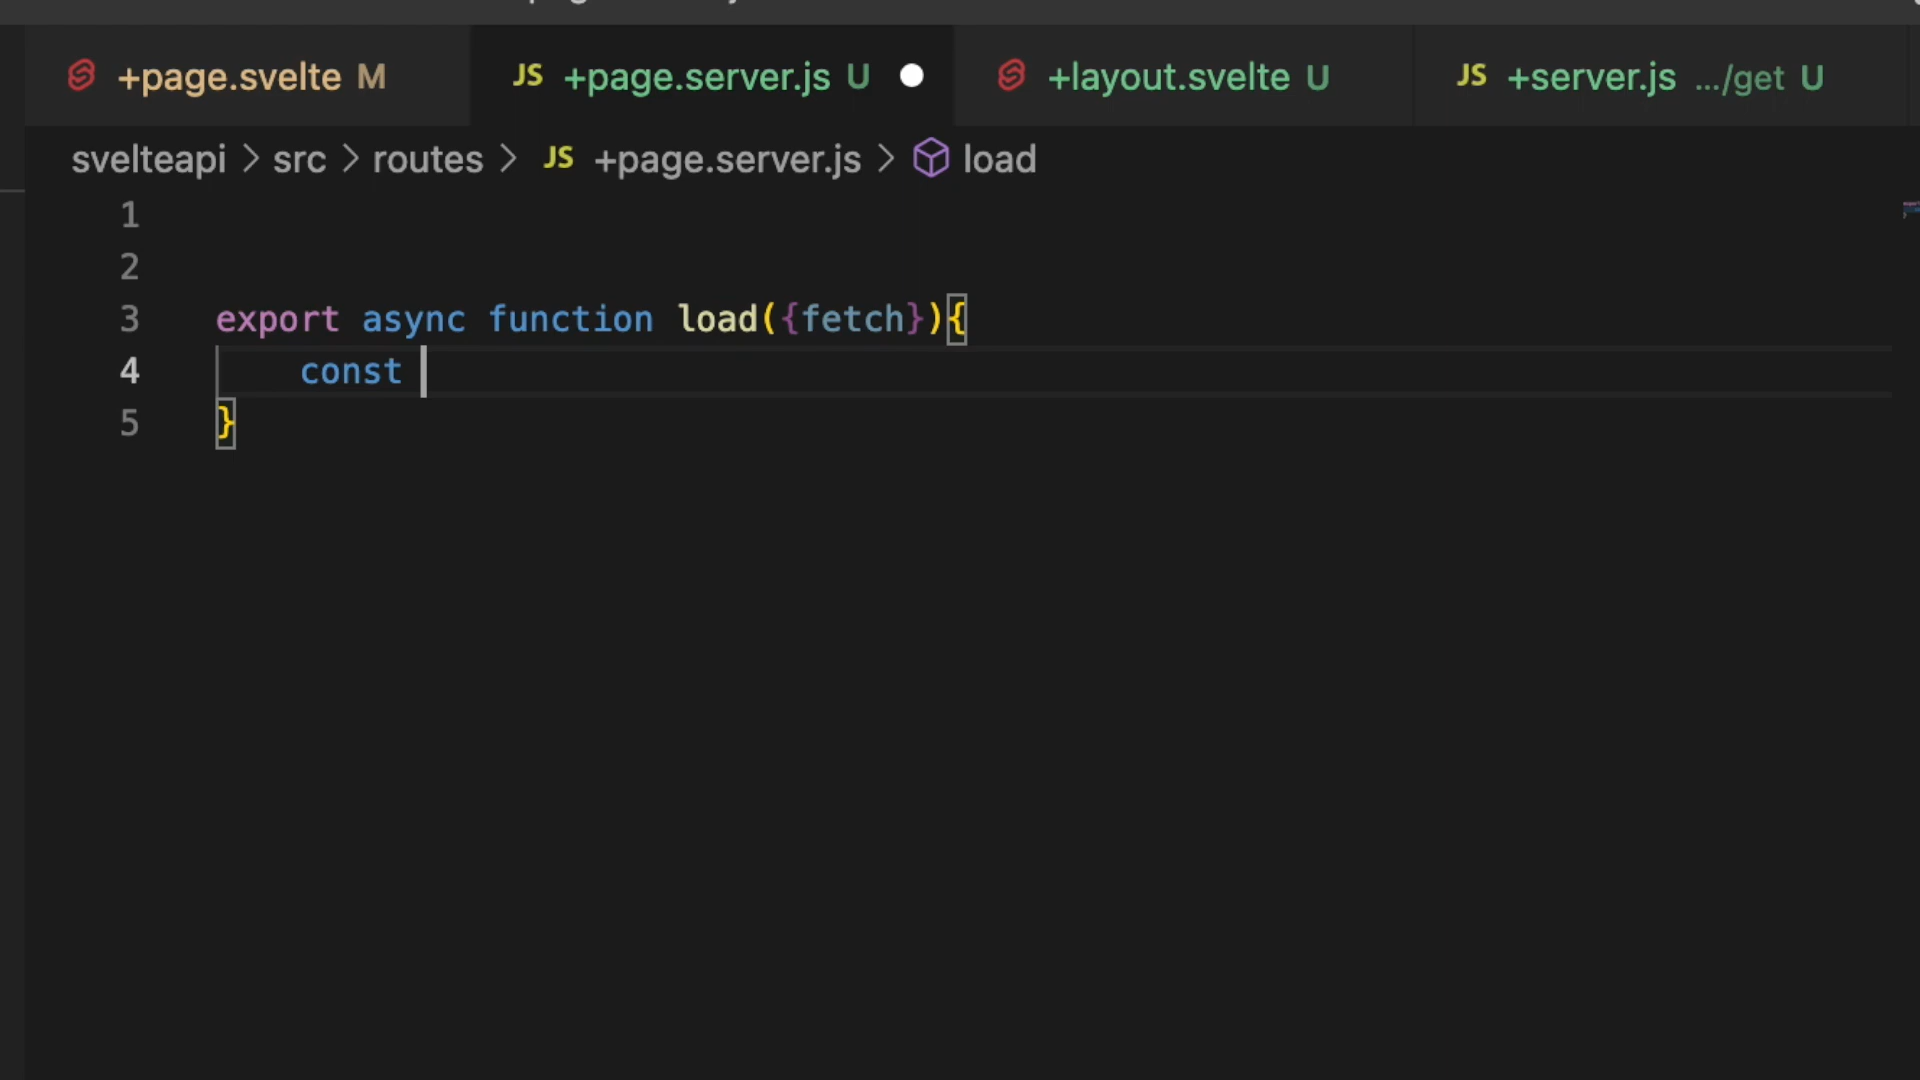 +page.svelte M JS +page.server.js U +layout.svelte U JS +server.js .../get U
svelteapi > src > routes > JS +page.server.js > load
1
2
3 export async function load({fetch}){
4 const
5 }